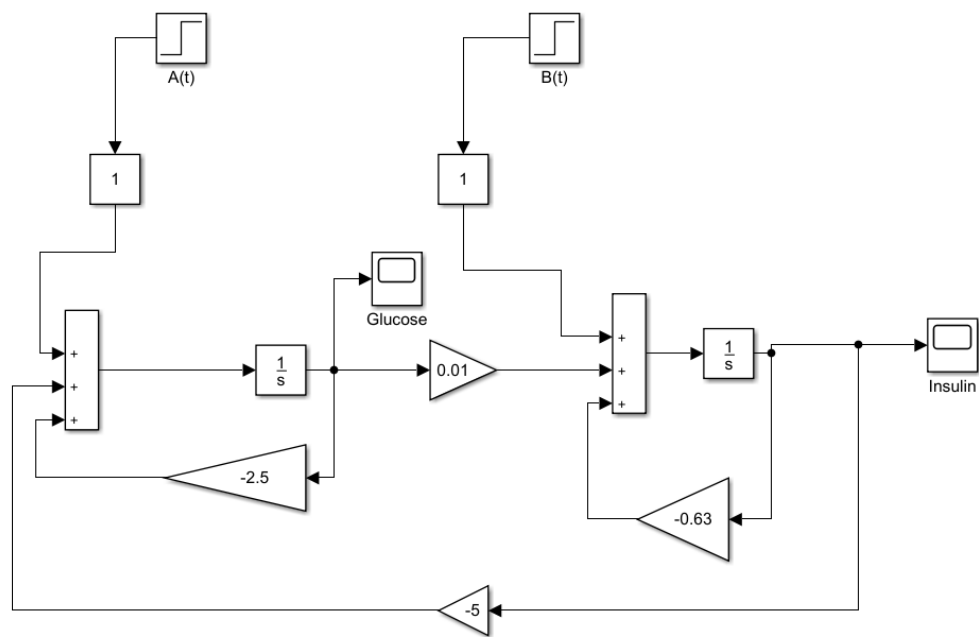 A(t)
B(t)
1
1
Glucose
+
+
+
1
s
0.01
+
+
+
1
s
Insulin
-2.5
-0.63
-5